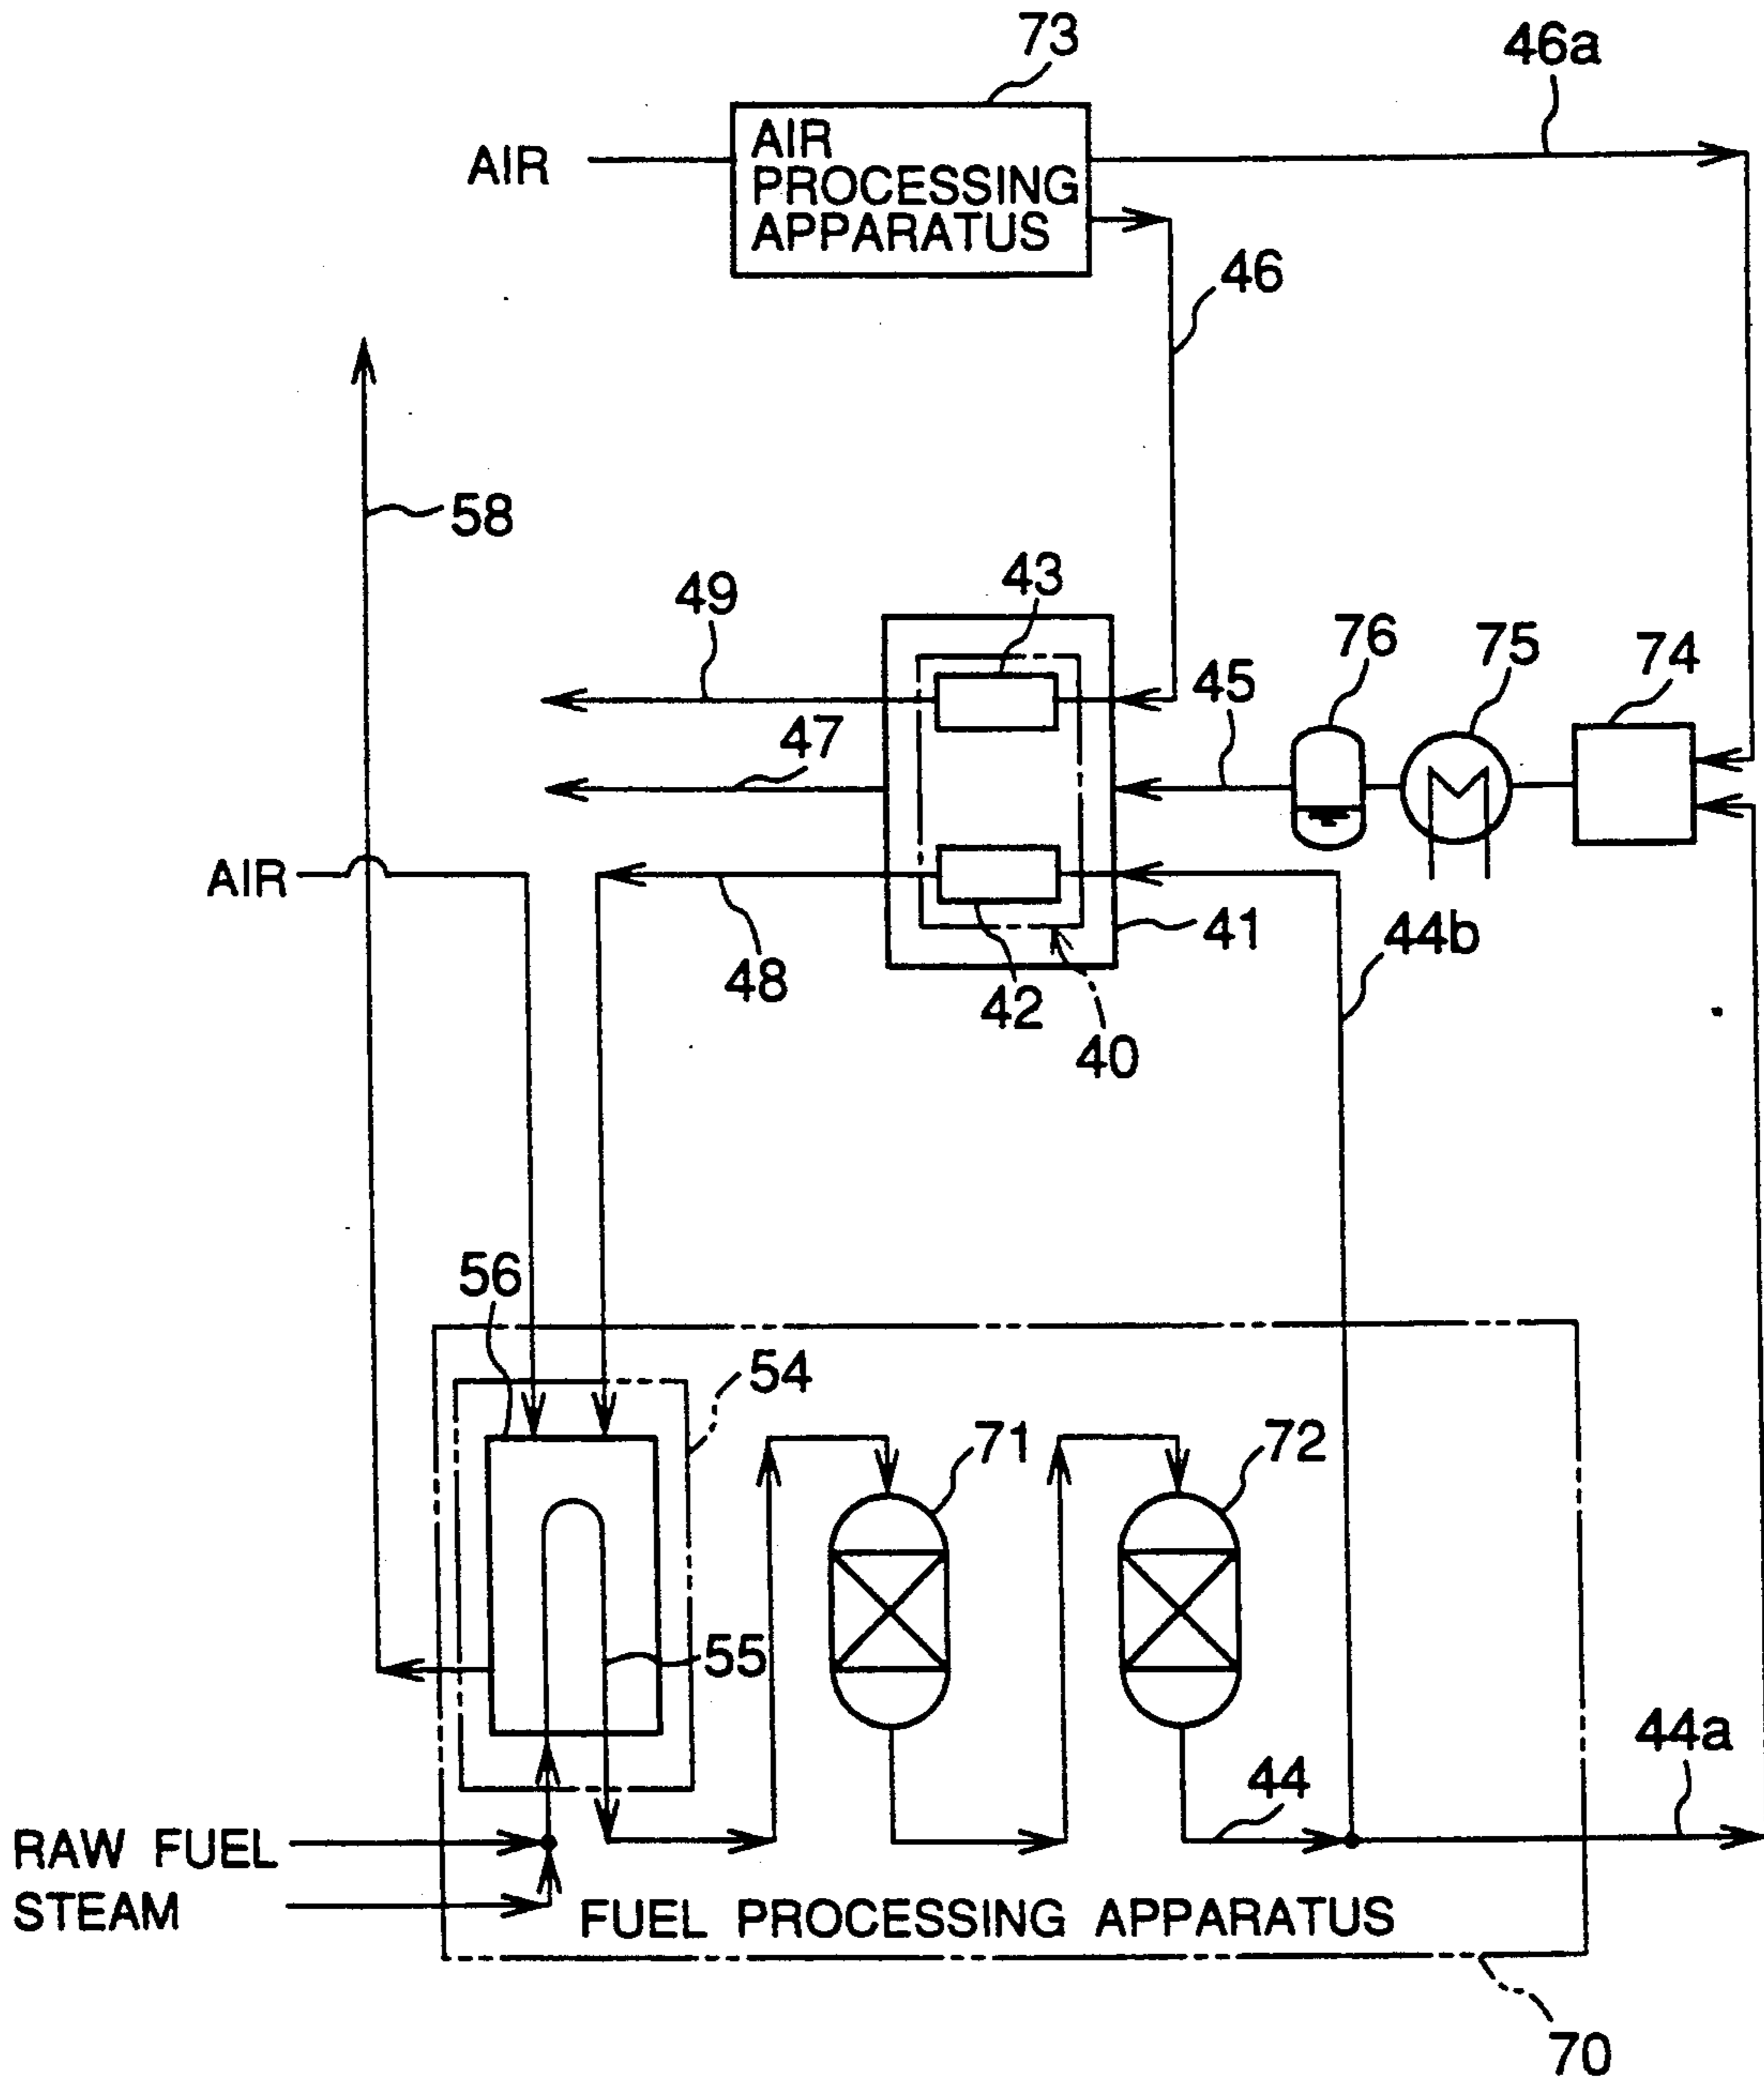 73
46a
AIR
AIR
PROCESSING
APPARATUS
46
58
49
43
76
75
74
45
47
AIR
41
44b
48
42
40
56
54
71
72
55
44a
44
RAW FUEL
STEAM
FUEL PROCESSING APPARATUS
70